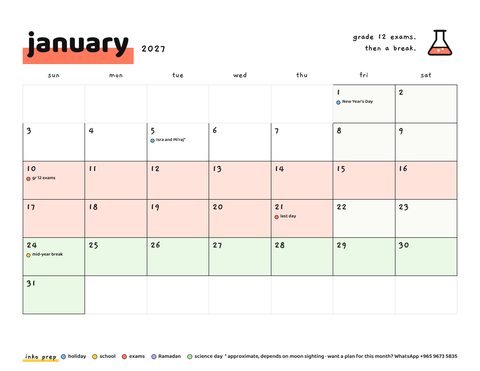 january 2027
grade 12 exams.
then a break.
sun mon tue wed thu fri sat
1 2
New Year's Day
3 4 5 6 7 8 9
Isra and Mi'raj*
10 11 12 13 14 15 16
gr 12 exams
17 18 19 20 21 22 23
last day
24 25 26 27 28 29 30
mid-year break
31
inko prep holiday school exams Ramadan science day * approximate, depends on moon sighting · want a plan for this month? WhatsApp +965 9673 5835